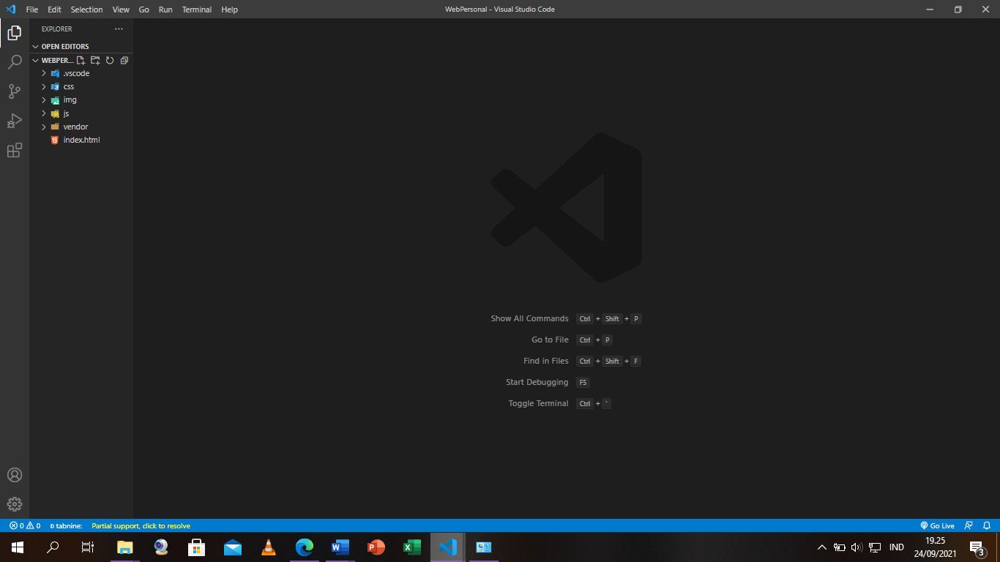 File Edit Selection View Go Run Terminal Help
WebPersonal - Visual Studio Code
EXPLORER
OPEN EDITORS
WEBPER...
.vscode
css
img
js
vendor
index.html
Show All Commands Ctrl + Shift + P
Go to File Ctrl + P
Find in Files Ctrl + Shift + F
Start Debugging F5
Toggle Terminal Ctrl + `
0 0 tabnine: Partial support, click to resolve
Go Live
IND
19.25
24/09/2021
3